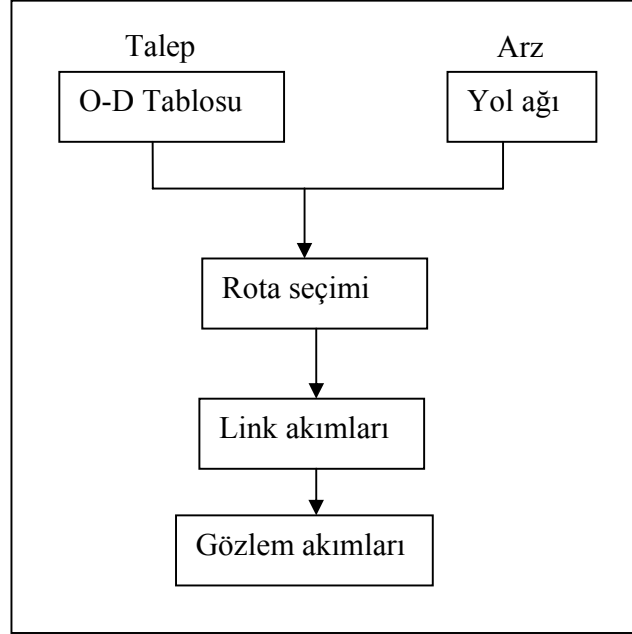 Talep
Arz
O-D Tablosu
Yol ağı
Rota seçimi
Link akımları
Gözlem akımları